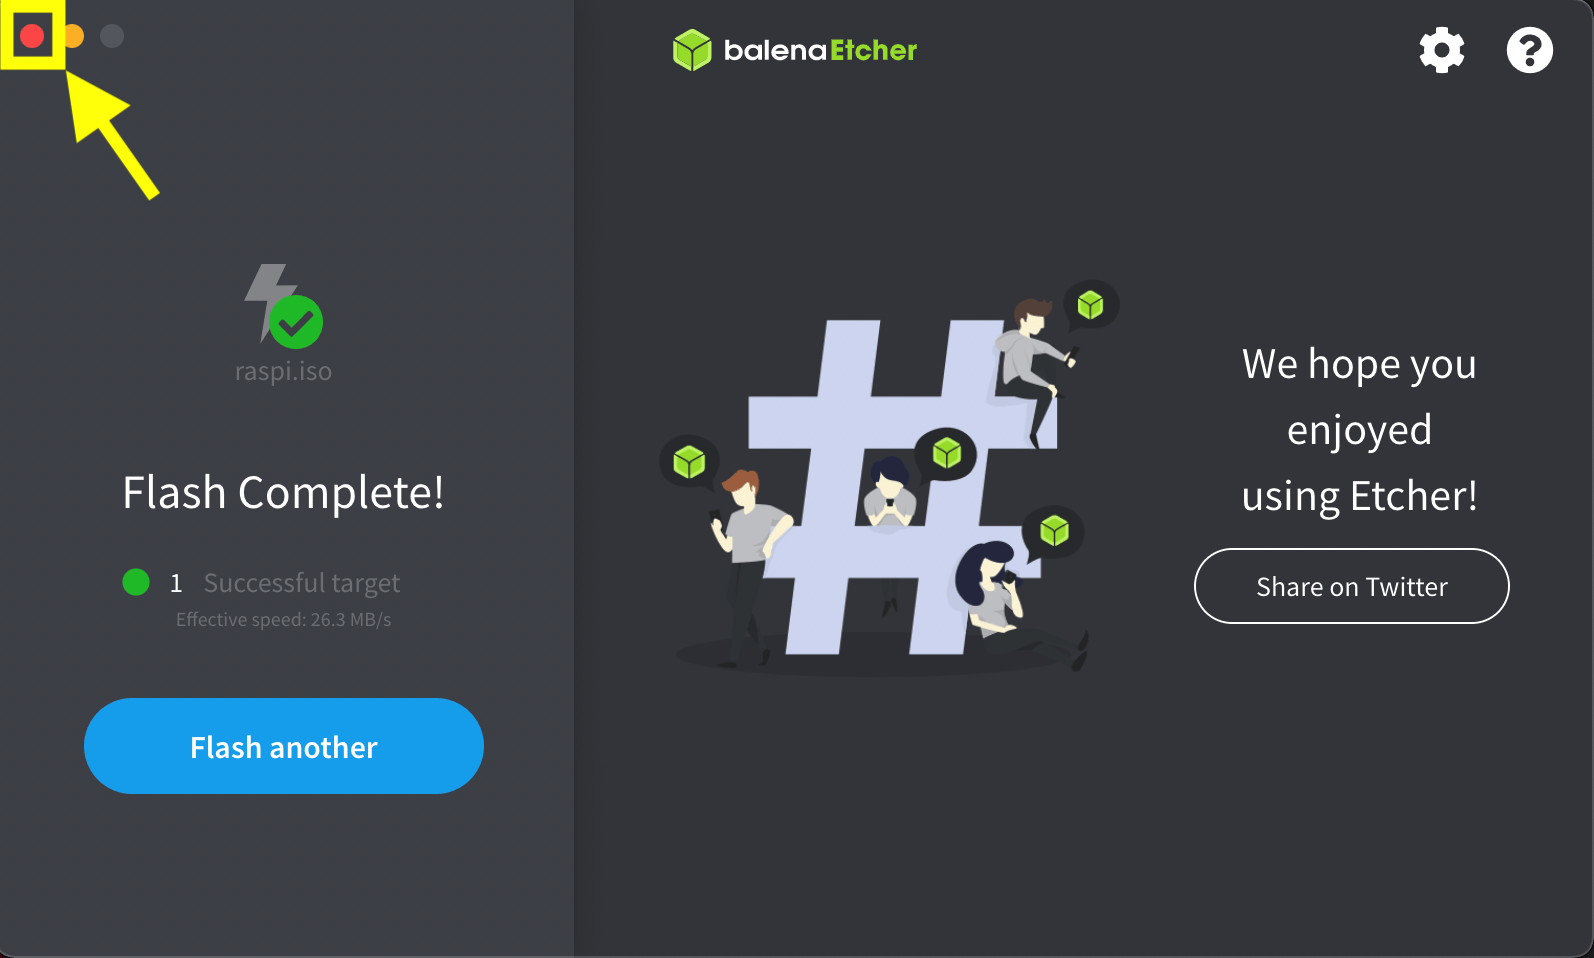 balenaEtcher
raspi.iso
Flash Complete!
1 Successful target
Effective speed: 26.3 MB/s
Flash another
We hope you
enjoyed
using Etcher!
Share on Twitter